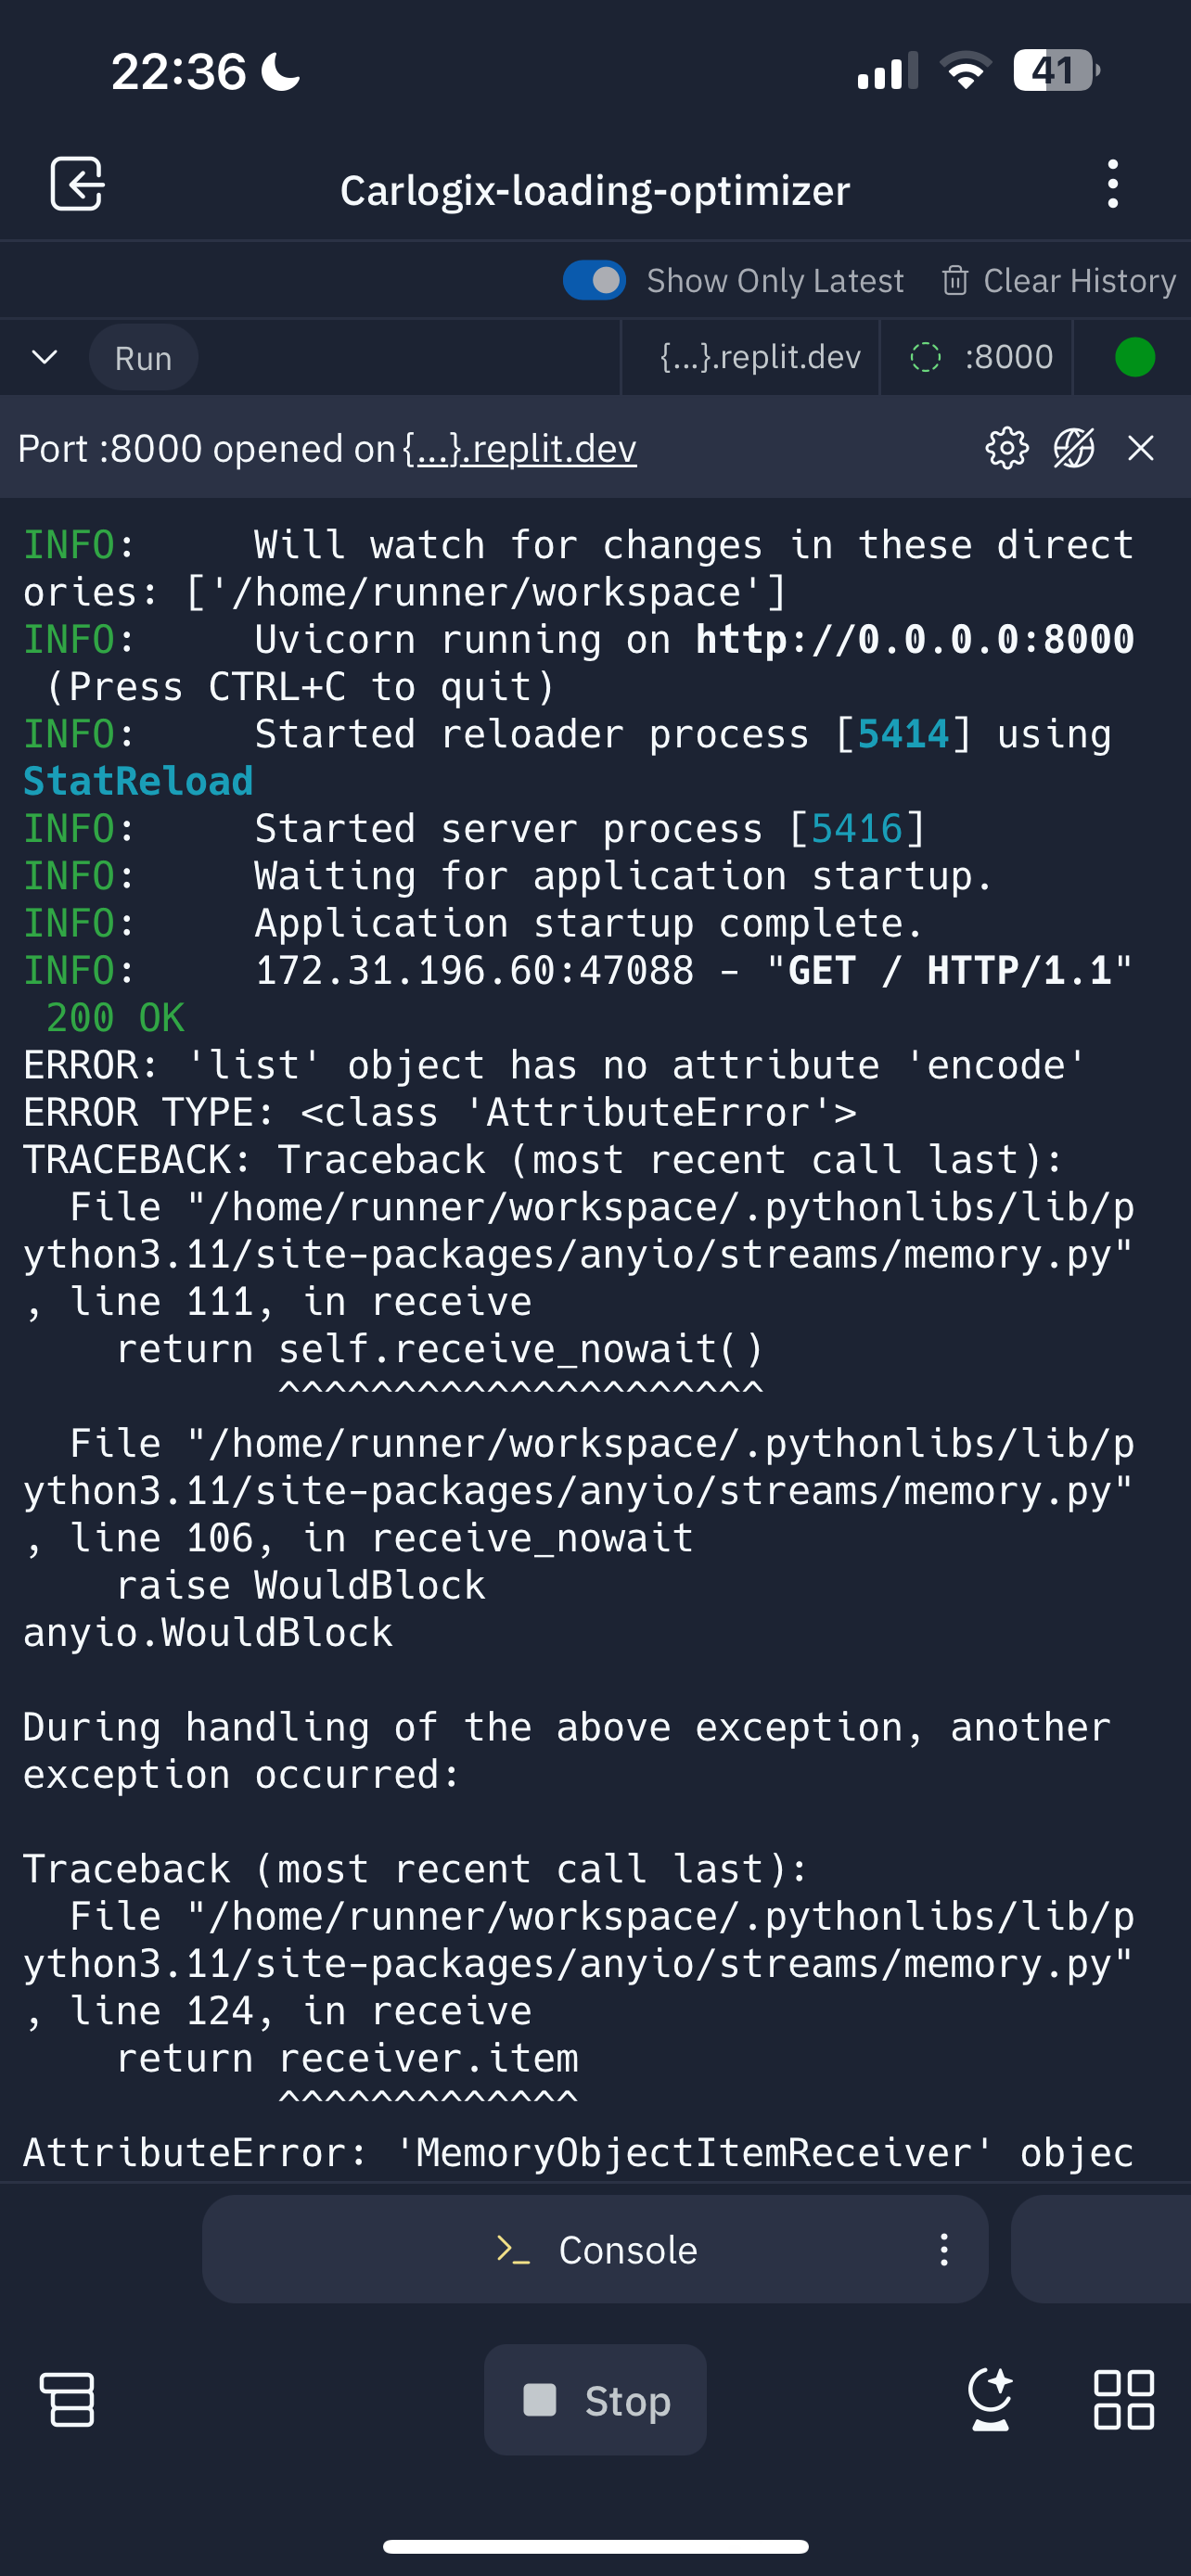 22:36
41
Carlogix-loading-optimizer
Show Only Latest
Clear History
Run
{...}.replit.dev
:8000
Port :8000 opened on {...}.replit.dev
INFO:     Will watch for changes in these direct
ories: ['/home/runner/workspace']
INFO:     Uvicorn running on http://0.0.0.0:8000
 (Press CTRL+C to quit)
INFO:     Started reloader process [5414] using
StatReload
INFO:     Started server process [5416]
INFO:     Waiting for application startup.
INFO:     Application startup complete.
INFO:     172.31.196.60:47088 - "GET / HTTP/1.1"
 200 OK
ERROR: 'list' object has no attribute 'encode'
ERROR TYPE: <class 'AttributeError'>
TRACEBACK: Traceback (most recent call last):
  File "/home/runner/workspace/.pythonlibs/lib/p
ython3.11/site-packages/anyio/streams/memory.py"
, line 111, in receive
    return self.receive_nowait()
           ^^^^^^^^^^^^^^^^^^^^^
  File "/home/runner/workspace/.pythonlibs/lib/p
ython3.11/site-packages/anyio/streams/memory.py"
, line 106, in receive_nowait
    raise WouldBlock
anyio.WouldBlock
During handling of the above exception, another
exception occurred:
Traceback (most recent call last):
  File "/home/runner/workspace/.pythonlibs/lib/p
ython3.11/site-packages/anyio/streams/memory.py"
, line 124, in receive
    return receiver.item
           ^^^^^^^^^^^^^
AttributeError: 'MemoryObjectItemReceiver' objec
Console
Stop